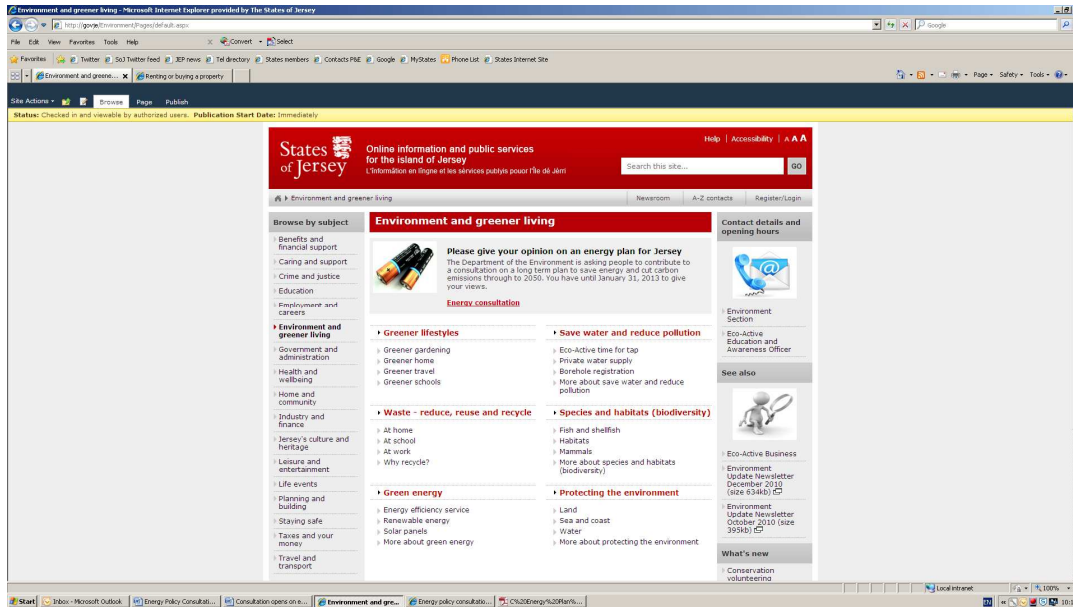 Environment and greener living - Microsoft Internet Explorer provided by The States of Jersey
http://govje/Environment/Pages/default.aspx
Google
File Edit View Favorites Tools Help
Convert
Select
Favorites Twitter SoJ Twitter feed JEP news Tel directory States members Contacts P&E Google MyStates Phone List States Internet Site
Environment and greene...
Renting or buying a property
Page Safety Tools
Site Actions Browse Page Publish
Status: Checked in and viewable by authorized users. Publication Start Date: Immediately
States of Jersey
Online information and public services
for the island of Jersey
L'înformâtion en lîngne et les sèrvices publyis pouor l'Île dé Jèrri
Help | Accessibility | A A A
Search this site... GO
Environment and greener living
Newsroom A-Z contacts Register/Login
Browse by subject
Benefits and
financial support
Caring and support
Crime and justice
Education
Employment and
careers
Environment and
greener living
Government and
administration
Health and
wellbeing
Home and
community
Industry and
finance
Jersey's culture and
heritage
Leisure and
entertainment
Life events
Planning and
building
Staying safe
Taxes and your
money
Travel and
transport
Environment and greener living
Please give your opinion on an energy plan for Jersey
The Department of the Environment is asking people to contribute to
a consultation on a long term plan to save energy and cut carbon
emissions through to 2050. You have until January 31, 2013 to give
your views.
Energy consultation
Greener lifestyles
Greener gardening
Greener home
Greener travel
Greener schools
Save water and reduce pollution
Eco-Active time for tap
Private water supply
Borehole registration
More about save water and reduce
pollution
Waste - reduce, reuse and recycle
At home
At school
At work
Why recycle?
Species and habitats (biodiversity)
Fish and shellfish
Habitats
Mammals
More about species and habitats
(biodiversity)
Green energy
Energy efficiency service
Renewable energy
Solar panels
More about green energy
Protecting the environment
Land
Sea and coast
Water
More about protecting the environment
Contact details and
opening hours
Environment
Section
Eco-Active
Education and
Awareness Officer
See also
Eco-Active Business
Environment
Update Newsletter
December 2010
(size 634kb)
Environment
Update Newsletter
October 2010 (size
395kb)
What's new
Conservation
volunteering
Local intranet 100%
Start Inbox - Microsoft Outlook Energy Policy Consultati... Consultation opens on e... Environment and gre... Energy policy consultatio... C%20Energy%20Plan%... EN 10:1